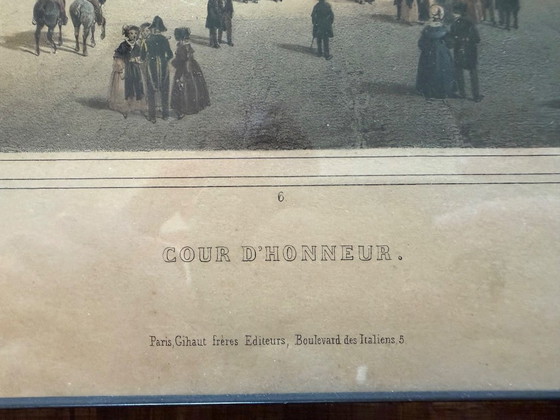 6
COUR D'HONNEUR.
Paris, Gihaut frères Editeurs, Boulevard des Italiens, 5.